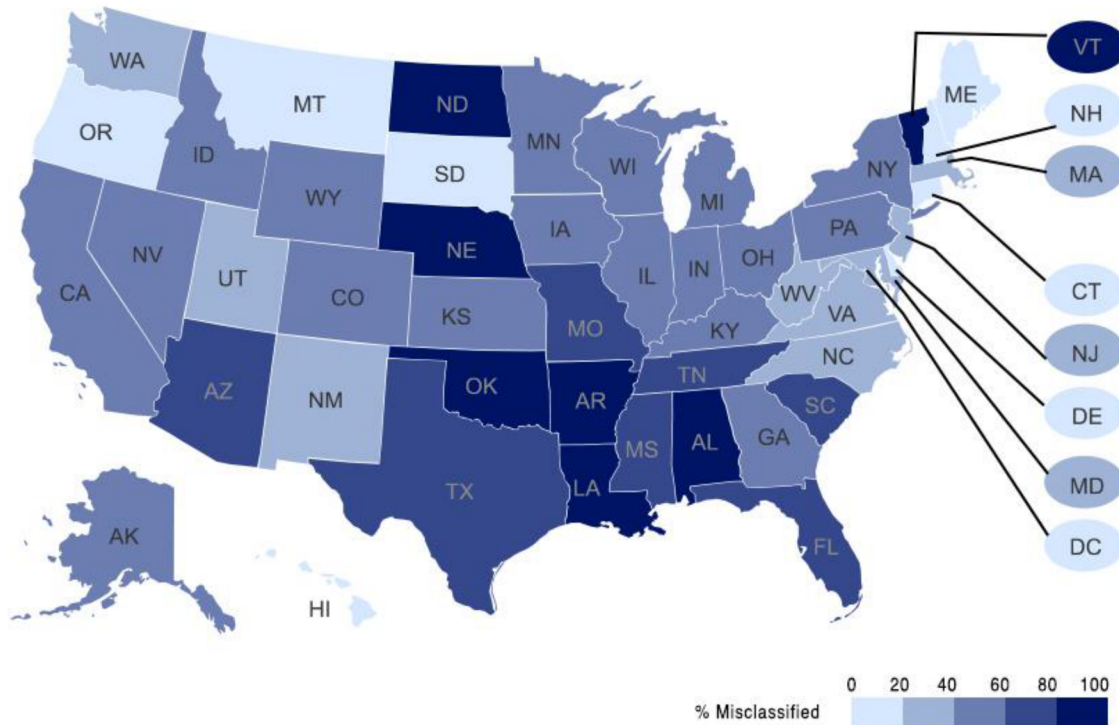 VT
WA
ME
MT
ND
NH
OR
MN
ID
SD
WI
NY
MA
WY
MI
IA
PA
NE
NV
OH
IL
IN
UT
WV
CT
CA
CO
VA
KS
MO
KY
NJ
NC
TN
AZ
OK
NM
AR
SC
DE
MS
AL
GA
TX
LA
MD
AK
FL
DC
HI
0 20 40 60 80 100
% Misclassified